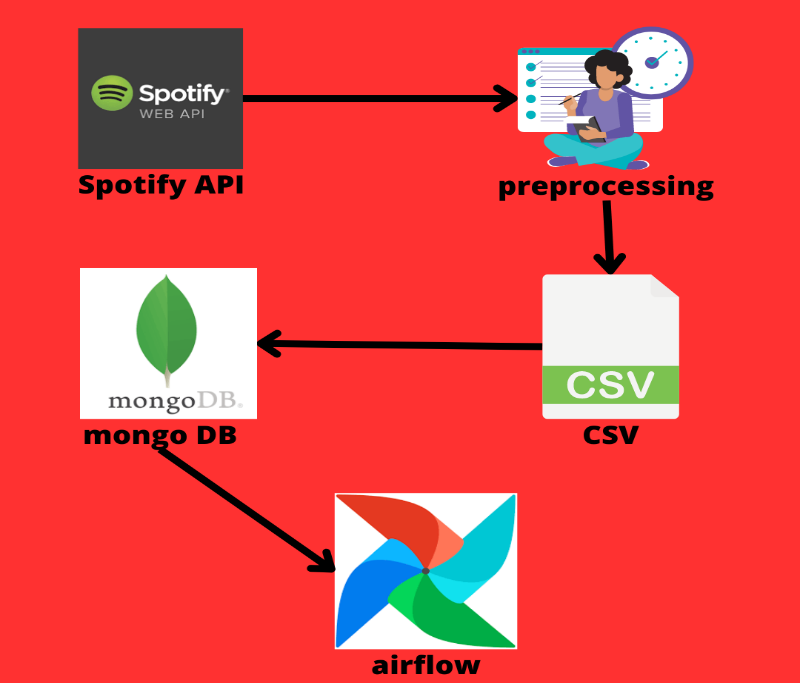 Spotify®
WEB API
Spotify API
preprocessing
mongoDB®
mongo DB
CSV
CSV
airflow